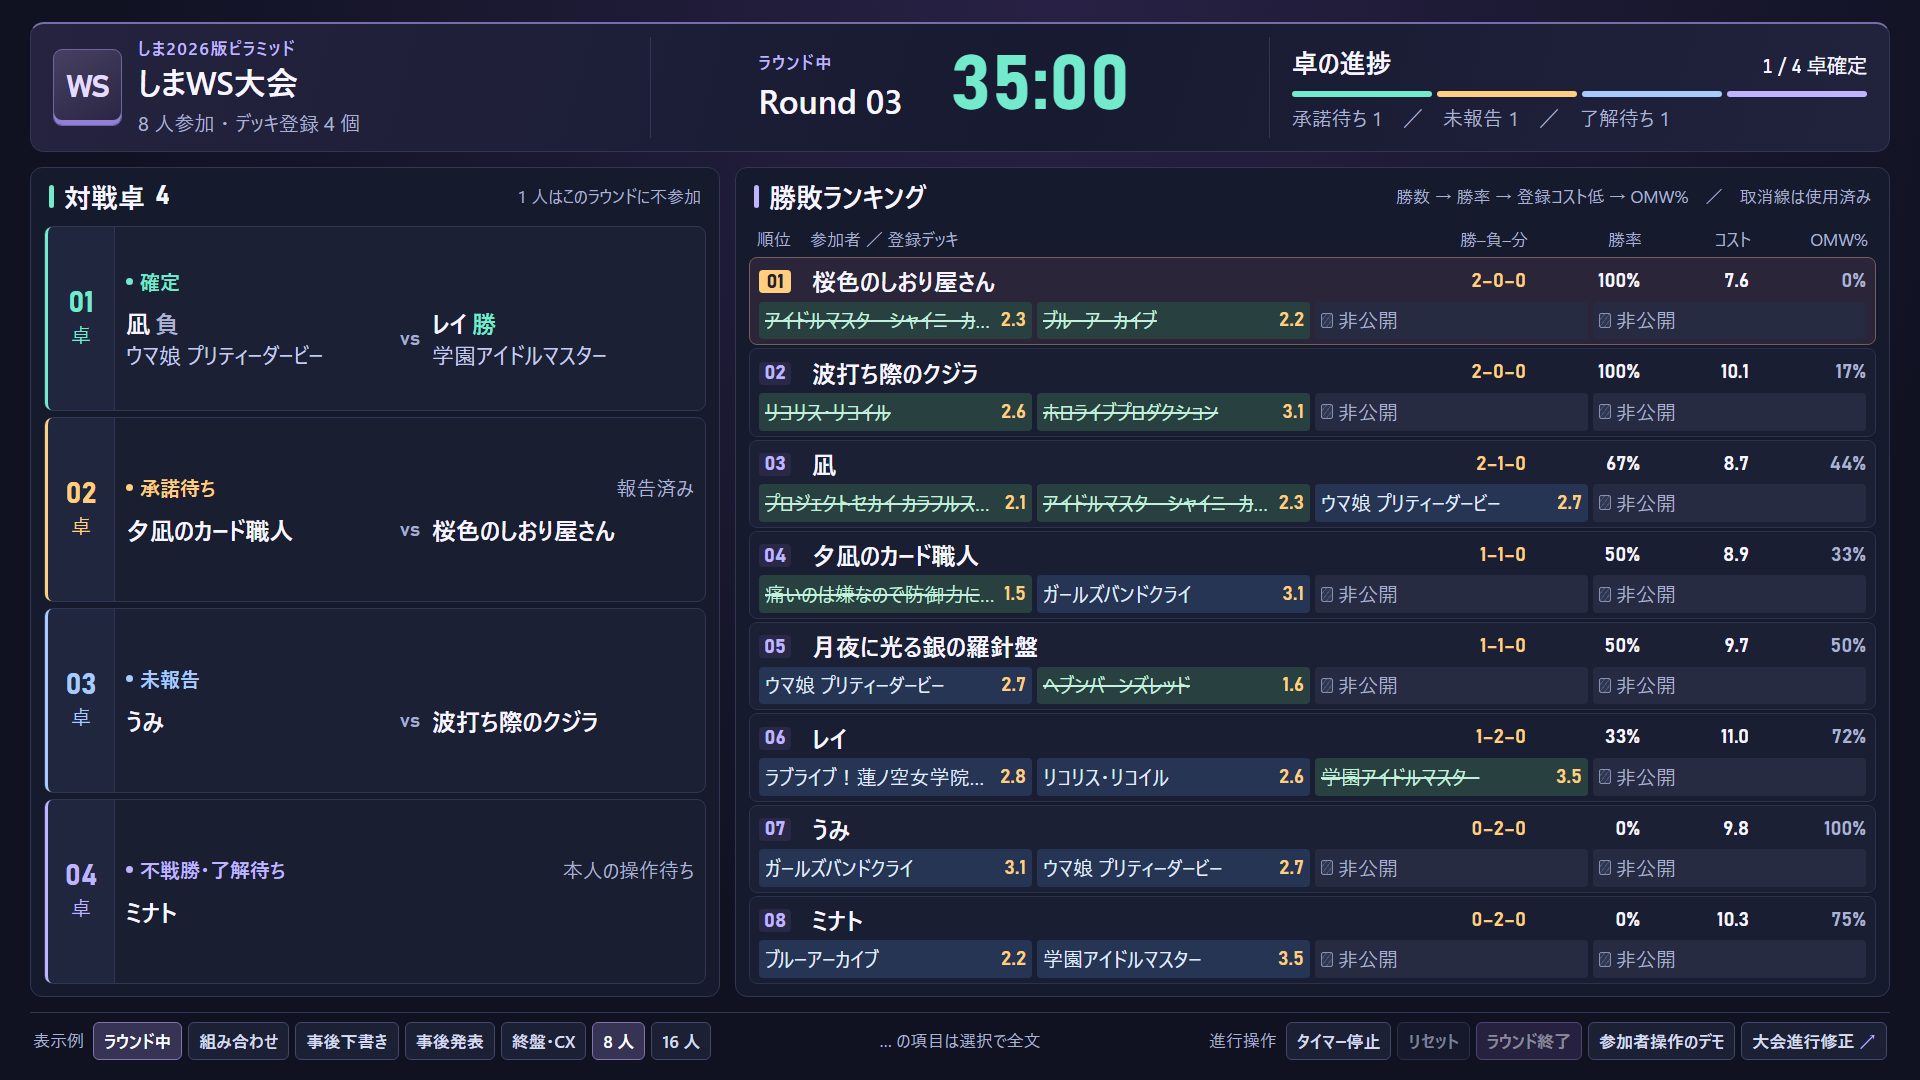 WS
しま2026版ピラミッド
しまWS大会
8 人参加・デッキ登録 4 個
ラウンド中
Round 03
35:00
卓の進捗
1 / 4 卓確定
承諾待ち 1 ／ 未報告 1 ／ 了解待ち 1
対戦卓 4
1 人はこのラウンドに不参加
01
卓
• 確定
凪 負
ウマ娘 プリティーダービー
vs
レイ 勝
学園アイドルマスター
02
卓
• 承諾待ち
報告済み
夕凪のカード職人
vs
桜色のしおり屋さん
03
卓
• 未報告
うみ
vs
波打ち際のクジラ
04
卓
• 不戦勝・了解待ち
本人の操作待ち
ミナト
勝敗ランキング
勝数 → 勝率 → 登録コスト低 → OMW% ／ 取消線は使用済み
順位 参加者 ／ 登録デッキ 勝–負–分 勝率 コスト OMW%
01 桜色のしおり屋さん 2–0–0 100% 7.6 0%
アイドルマスター シャイニーカ... 2.3 ブルーアーカイブ 2.2 非公開 非公開
02 波打ち際のクジラ 2–0–0 100% 10.1 17%
リコリス・リコイル 2.6 ホロライブプロダクション 3.1 非公開 非公開
03 凪 2–1–0 67% 8.7 44%
プロジェクトセカイ カラフルス... 2.1 アイドルマスター シャイニーカ... 2.3 ウマ娘 プリティーダービー 2.7 非公開
04 夕凪のカード職人 1–1–0 50% 8.9 33%
痛いのは嫌なので防御力に... 1.5 ガールズバンドクライ 3.1 非公開 非公開
05 月夜に光る銀の羅針盤 1–1–0 50% 9.7 50%
ウマ娘 プリティーダービー 2.7 ヘブンバーンズレッド 1.6 非公開 非公開
06 レイ 1–2–0 33% 11.0 72%
ラブライブ！蓮ノ空女学院... 2.8 リコリス・リコイル 2.6 学園アイドルマスター 3.5 非公開
07 うみ 0–2–0 0% 9.8 100%
ガールズバンドクライ 3.1 ウマ娘 プリティーダービー 2.7 非公開 非公開
08 ミナト 0–2–0 0% 10.3 75%
ブルーアーカイブ 2.2 学園アイドルマスター 3.5 非公開 非公開
表示例 ラウンド中 組み合わせ 事後下書き 事後発表 終盤・CX 8 人 16 人
... の項目は選択で全文
進行操作 タイマー停止 リセット ラウンド終了 参加者操作のデモ 大会進行修正 ↗